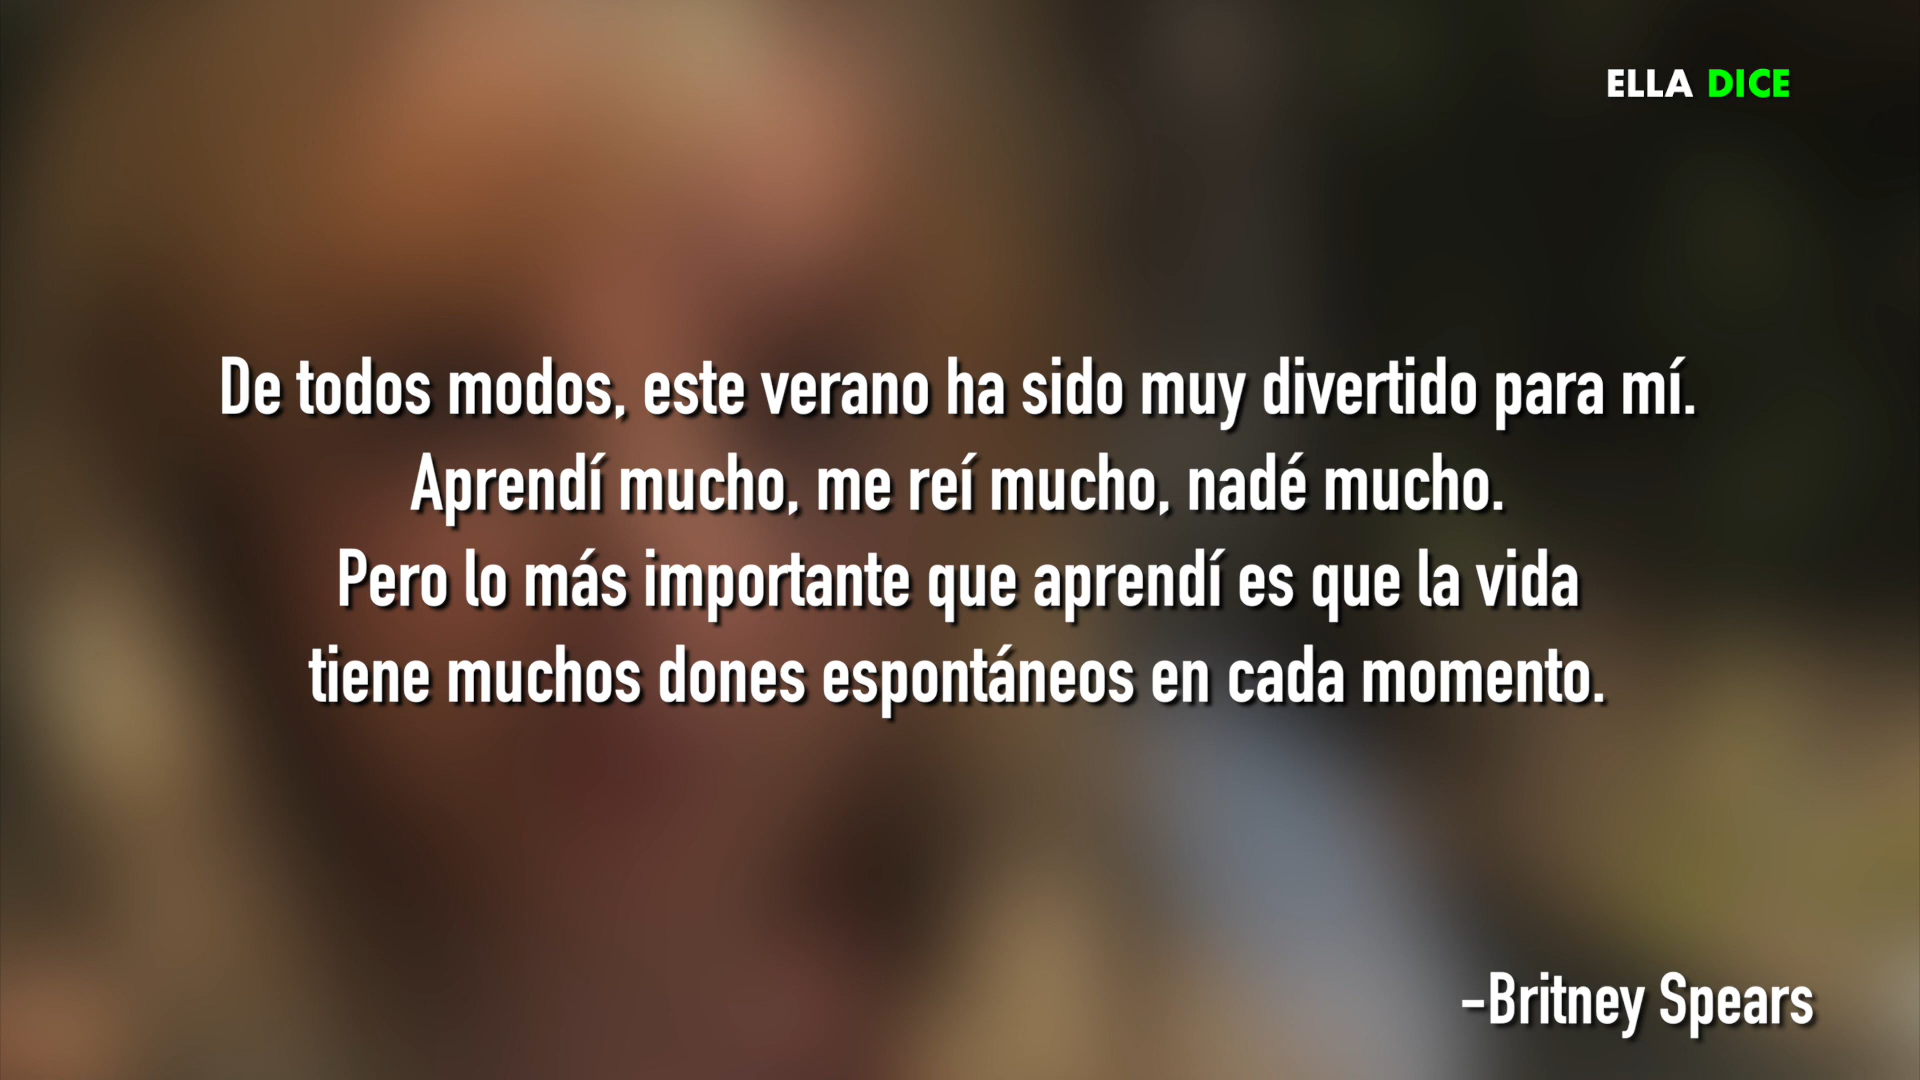 ELLA DICE
De todos modos, este verano ha sido muy divertido para mí.
Aprendí mucho, me reí mucho, nadé mucho.
Pero lo más importante que aprendí es que la vida
tiene muchos dones espontáneos en cada momento.
-Britney Spears